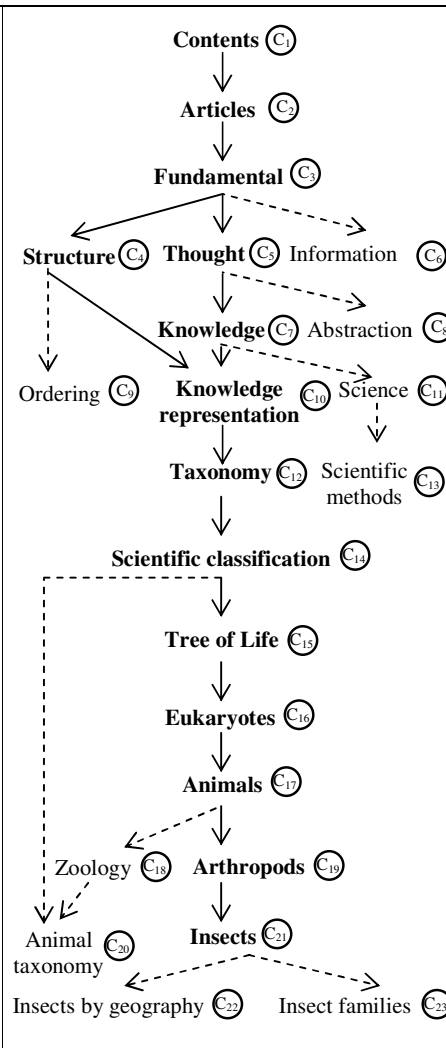 Contents C1
Articles C2
Fundamental C3
Structure C4 Thought C5 Information C6
Knowledge C7 Abstraction C8
Ordering C9 Knowledge
representation C10 Science C11
Taxonomy C12 Scientific
methods C13
Scientific classification C14
Tree of Life C15
Eukaryotes C16
Animals C17
Zoology C18 Arthropods C19
Animal
taxonomy C20 Insects C21
Insects by geography C22 Insect families C23